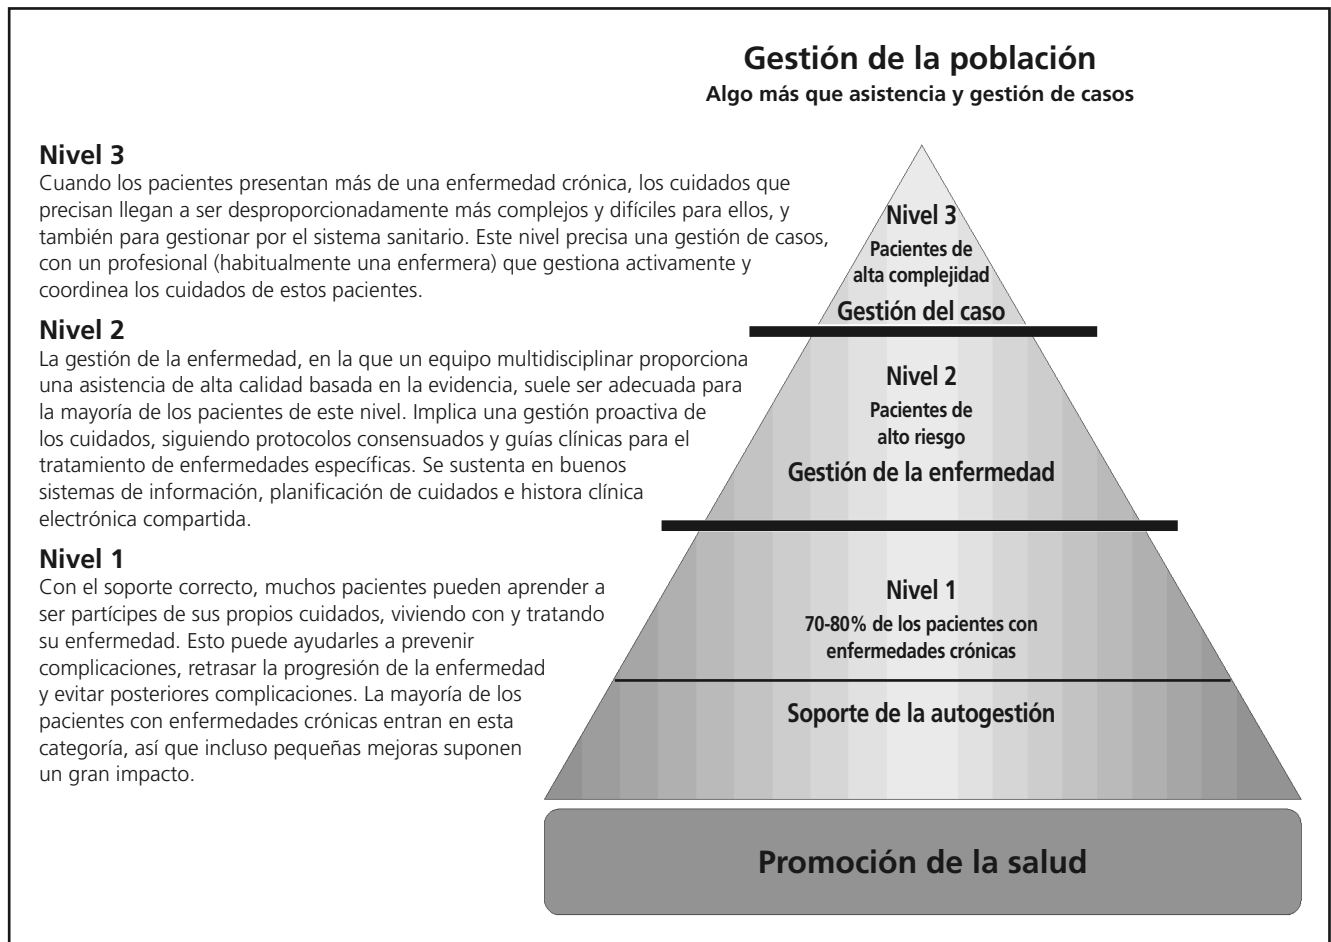 Gestión de la población
Algo más que asistencia y gestión de casos
Nivel 3
Cuando los pacientes presentan más de una enfermedad crónica, los cuidados que
precisan llegan a ser desproporcionadamente más complejos y difíciles para ellos, y
también para gestionar por el sistema sanitario. Este nivel precisa una gestión de casos,
con un profesional (habitualmente una enfermera) que gestiona activamente y
coordinea los cuidados de estos pacientes.
Nivel 2
La gestión de la enfermedad, en la que un equipo multidisciplinar proporciona
una asistencia de alta calidad basada en la evidencia, suele ser adecuada para
la mayoría de los pacientes de este nivel. Implica una gestión proactiva de
los cuidados, siguiendo protocolos consensuados y guías clínicas para el
tratamiento de enfermedades específicas. Se sustenta en buenos
sistemas de información, planificación de cuidados e histora clínica
electrónica compartida.
Nivel 1
Con el soporte correcto, muchos pacientes pueden aprender a
ser partícipes de sus propios cuidados, viviendo con y tratando
su enfermedad. Esto puede ayudarles a prevenir
complicaciones, retrasar la progresión de la enfermedad
y evitar posteriores complicaciones. La mayoría de los
pacientes con enfermedades crónicas entran en esta
categoría, así que incluso pequeñas mejoras suponen
un gran impacto.
Nivel 3
Pacientes de
alta complejidad
Gestión del caso
Nivel 2
Pacientes de
alto riesgo
Gestión de la enfermedad
Nivel 1
70-80% de los pacientes con
enfermedades crónicas
Soporte de la autogestión
Promoción de la salud